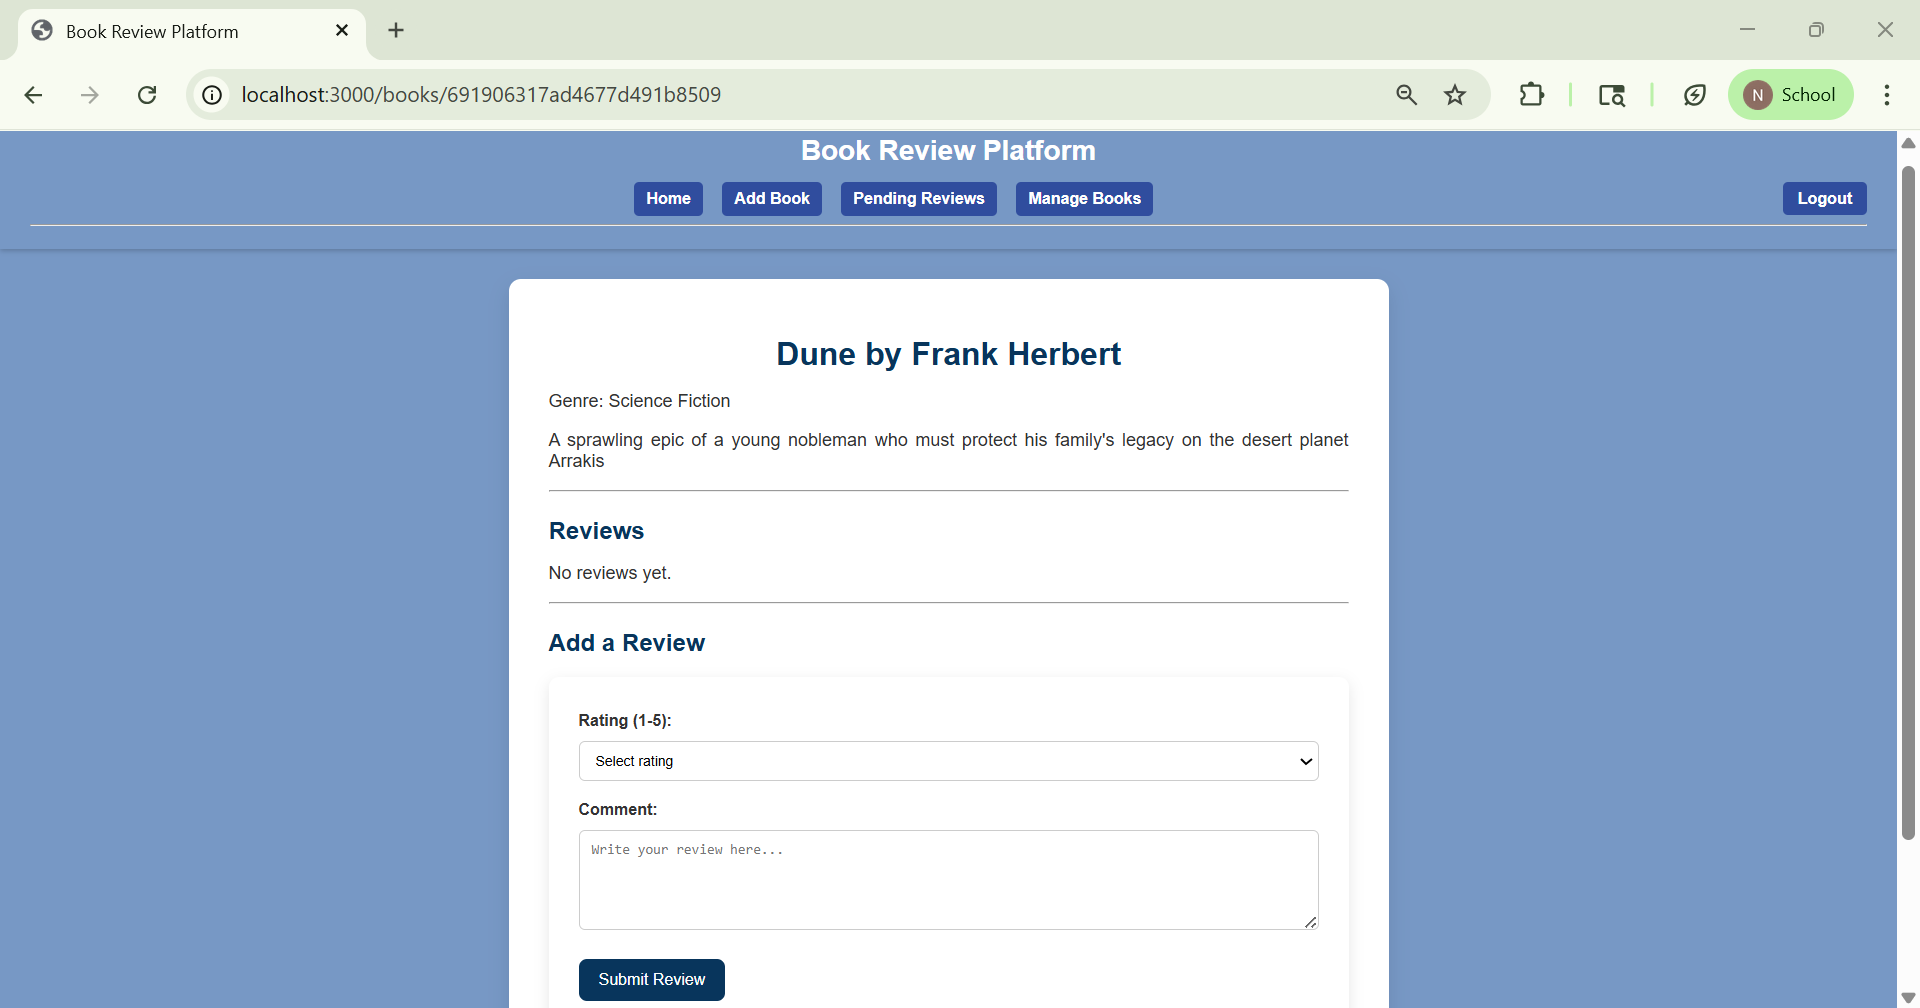 Book Review Platform
localhost:3000/books/691906317ad4677d491b8509
N School
Book Review Platform
Home Add Book Pending Reviews Manage Books Logout
Dune by Frank Herbert
Genre: Science Fiction
A sprawling epic of a young nobleman who must protect his family's legacy on the desert planet
Arrakis
Reviews
No reviews yet.
Add a Review
Rating (1-5):
Select rating
Comment:
Write your review here...
Submit Review